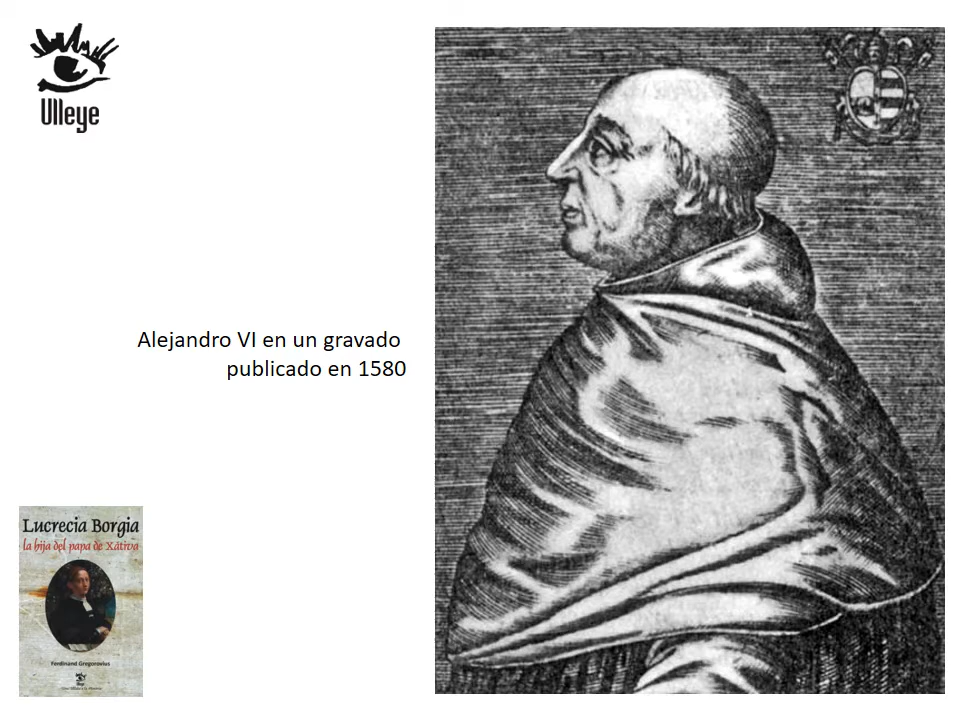 Ulleye
Alejandro VI en un gravado
publicado en 1580
Lucrecia Borgia
la hija del papa de Xàtiva
Ferdinand Gregorovius
Ulleye